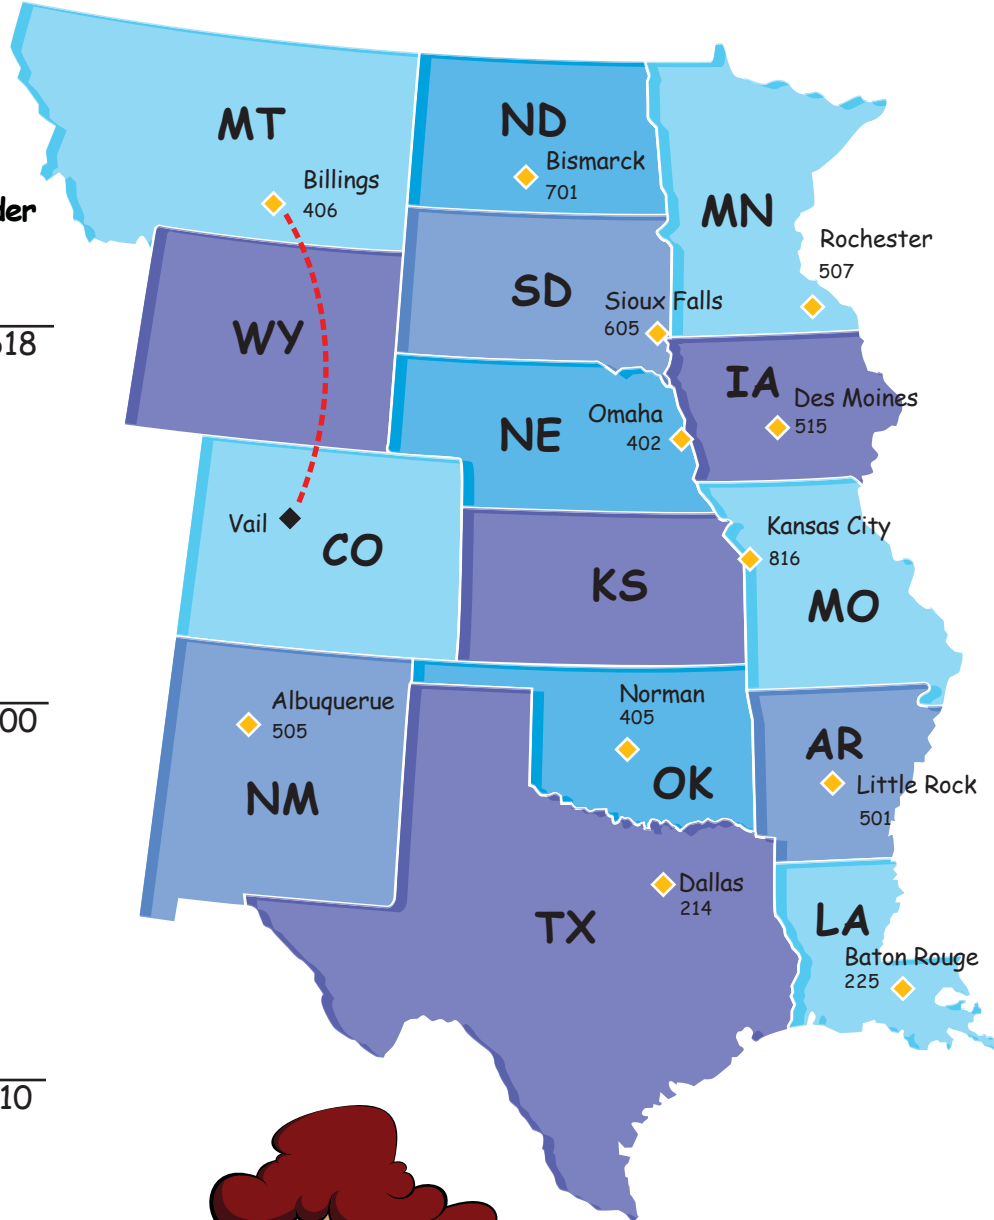 MT
Billings
406
ND
Bismarck
701
MN
Rochester
507
SD
Sioux Falls
605
WY
IA
Des Moines
515
NE
Omaha
402
Vail
CO
Kansas City
816
KS
MO
Albuquerue
505
NM
Norman
405
OK
AR
Little Rock
501
Dallas
214
TX
LA
Baton Rouge
225
00
10